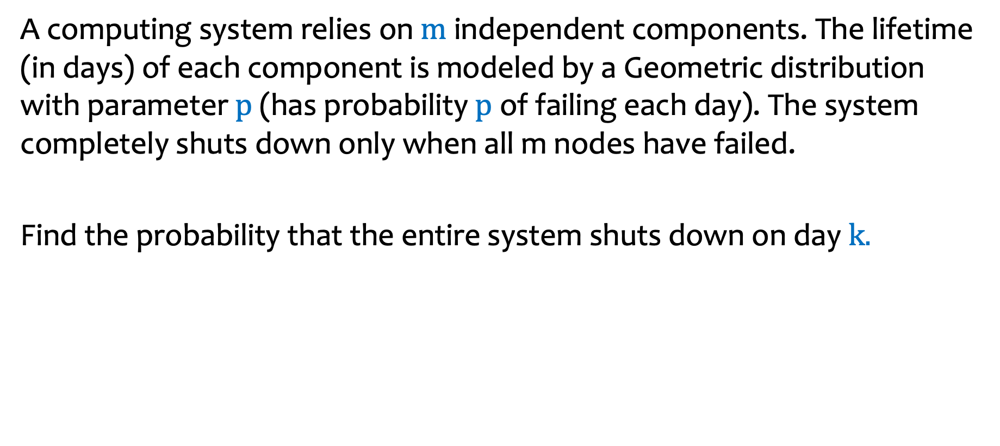 A computing system relies on m independent components. The lifetime
(in days) of each component is modeled by a Geometric distribution
with parameter p (has probability p of failing each day). The system
completely shuts down only when all m nodes have failed.
Find the probability that the entire system shuts down on day k.